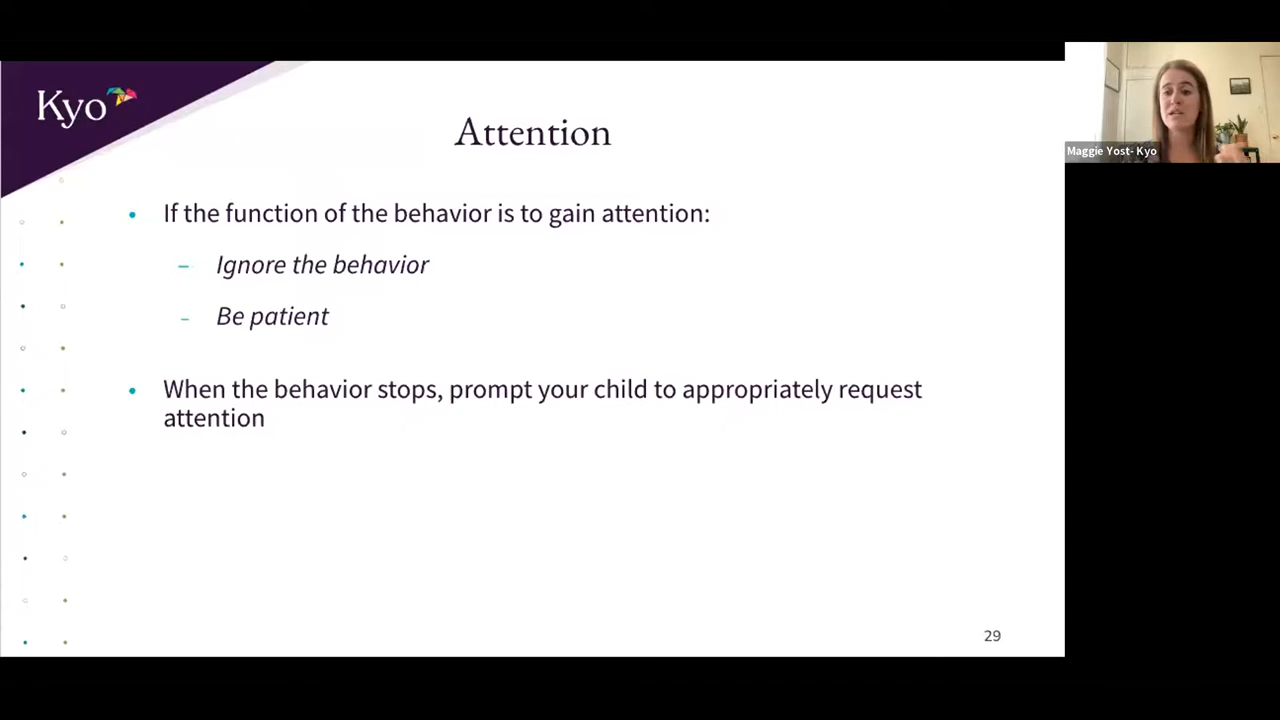 Kyo
Maggie Yost- Kyo
Attention
• If the function of the behavior is to gain attention:
– Ignore the behavior
– Be patient
• When the behavior stops, prompt your child to appropriately request
attention
29